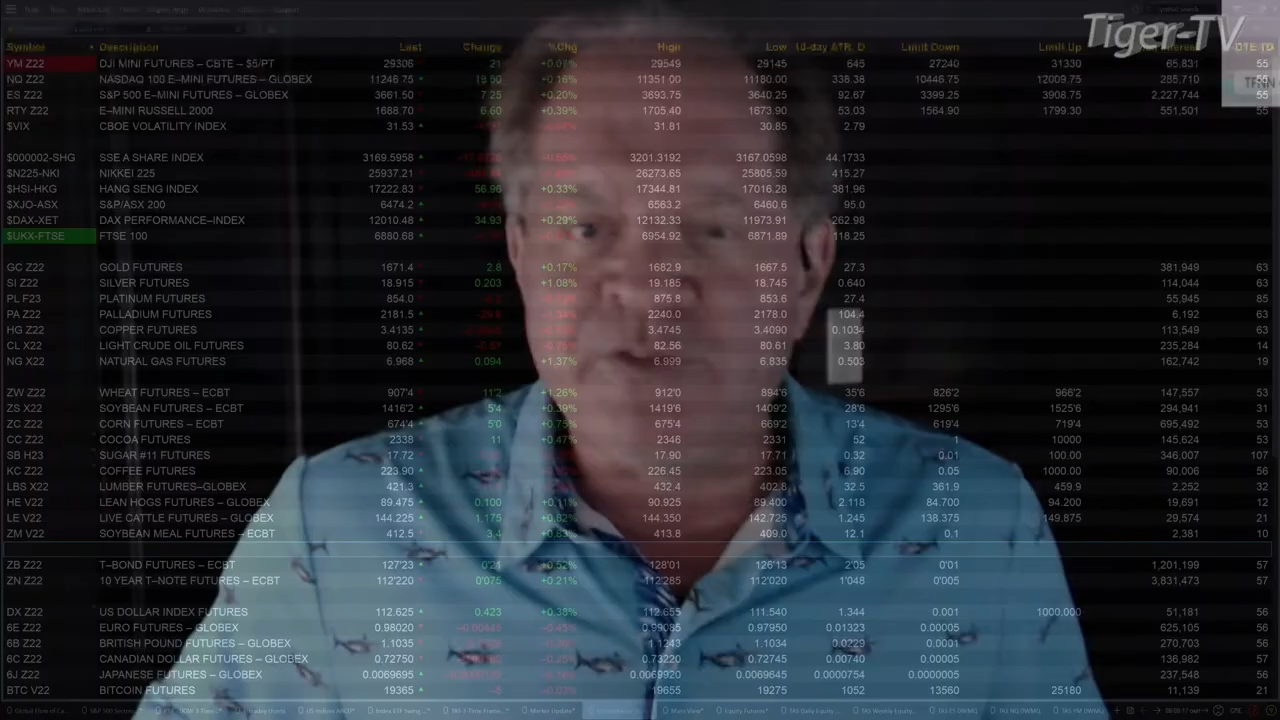 Tiger-TV
Symbol Description Last Change %Chg High Low 14-day ATR, D Limit Down Limit Up
YM Z22 DJI MINI FUTURES – CBTE – $5/PT 29306 21 +0.07% 29549 29145 645 27240 31330 65,831 55
NQ Z22 NASDAQ 100 E–MINI FUTURES – GLOBEX 11246.75 +0.16% 11351.00 11180.00 338.38 10446.75 12009.75 285,710
ES Z22 S&P 500 E–MINI FUTURES – GLOBEX 3661.50 7.25 +0.20% 3693.75 3640.25 92.67 3399.25 3908.75 2,227,744 55
RTY Z22 E–MINI RUSSELL 2000 1688.70 6.60 +0.39% 1705.40 1673.90 53.03 1564.90 1799.30 551,501 55
$VIX CBOE VOLATILITY INDEX 31.53 31.81 30.85 2.79
$000002-SHG SSE A SHARE INDEX 3169.5958 3201.3192 3167.0598 44.1733
$N225-NKI NIKKEI 225 25937.21 26273.65 25805.59 415.27
$HSI-HKG HANG SENG INDEX 17222.83 56.96 +0.33% 17344.81 17016.28 381.96
$XJO-ASX S&P/ASX 200 6474.2 6563.2 6460.6 95.0
$DAX-XET DAX PERFORMANCE–INDEX 12010.48 34.93 +0.29% 12132.33 11973.91 262.98
$UKX-FTSE FTSE 100 6880.68 6954.92 6871.89 118.25
GC Z22 GOLD FUTURES 1671.4 2.8 +0.17% 1682.9 1667.5 27.3 381,949 63
SI Z22 SILVER FUTURES 18.915 0.203 +1.08% 19.185 18.745 0.640 114,044 63
PL F23 PLATINUM FUTURES 854.0 875.8 853.6 27.4 55,945 85
PA Z22 PALLADIUM FUTURES 2181.5 2240.0 2178.0 104.4 6,192 63
HG Z22 COPPER FUTURES 3.4135 3.4745 3.4090 0.1034 113,549 63
CL X22 LIGHT CRUDE OIL FUTURES 80.62 82.56 80.61 3.80 235,284 14
NG X22 NATURAL GAS FUTURES 6.968 0.094 +1.37% 6.999 6.835 0.503 162,742 19
ZW Z22 WHEAT FUTURES – ECBT 907'4 11'2 +1.26% 912'0 894'6 35'6 826'2 966'2 147,557 53
ZS X22 SOYBEAN FUTURES – ECBT 1416'2 5'4 +0.39% 1419'6 1409'2 28'6 1295'6 1525'6 294,941 31
ZC Z22 CORN FUTURES – ECBT 674'4 5'0 +0.75% 675'4 669'2 13'4 619'4 719'4 695,492 53
CC Z22 COCOA FUTURES 2338 11 +0.47% 2346 2331 52 1 10000 145,624 53
SB H23 SUGAR #11 FUTURES 17.72 17.90 17.71 0.32 0.01 100.00 346,007 107
KC Z22 COFFEE FUTURES 223.90 226.45 223.05 6.90 0.05 1000.00 90,006 56
LBS X22 LUMBER FUTURES–GLOBEX 421.3 432.4 402.8 32.5 361.9 459.9 2,252 32
HE V22 LEAN HOGS FUTURES – GLOBEX 89.475 0.100 +0.11% 90.925 89.400 2.118 84.700 94.200 19,691 12
LE V22 LIVE CATTLE FUTURES – GLOBEX 144.225 1.175 +0.82% 144.350 142.725 1.245 138.375 149.875 29,574 21
ZM V22 SOYBEAN MEAL FUTURES – ECBT 412.5 3.4 +0.83% 413.8 409.0 12.1 0.1 2,381 10
ZB Z22 T–BOND FUTURES – ECBT 127'23 0'21 +0.52% 128'01 126'13 2'05 0'01 1,201,199 57
ZN Z22 10 YEAR T–NOTE FUTURES – ECBT 112'220 0'075 +0.21% 112'285 112'020 1'048 0'005 3,831,473 57
DX Z22 US DOLLAR INDEX FUTURES 112.625 0.423 +0.38% 112.655 111.540 1.344 0.001 1000.000 51,181 56
6E Z22 EURO FUTURES – GLOBEX 0.98020 0.99085 0.97950 0.01323 0.00005 625,105 56
6B Z22 BRITISH POUND FUTURES – GLOBEX 1.1035 1.1243 1.1034 0.0229 270,703 56
6C Z22 CANADIAN DOLLAR FUTURES – GLOBEX 0.72750 0.73220 0.72745 0.00740 0.00005 136,982 57
6J Z22 JAPANESE FUTURES – GLOBEX 0.0069695 0.0069920 0.0069645 0.0000754 0.0000005 237,548 56
BTC V22 BITCOIN FUTURES 19365 19655 19275 1052 13560 25180 11,139 21